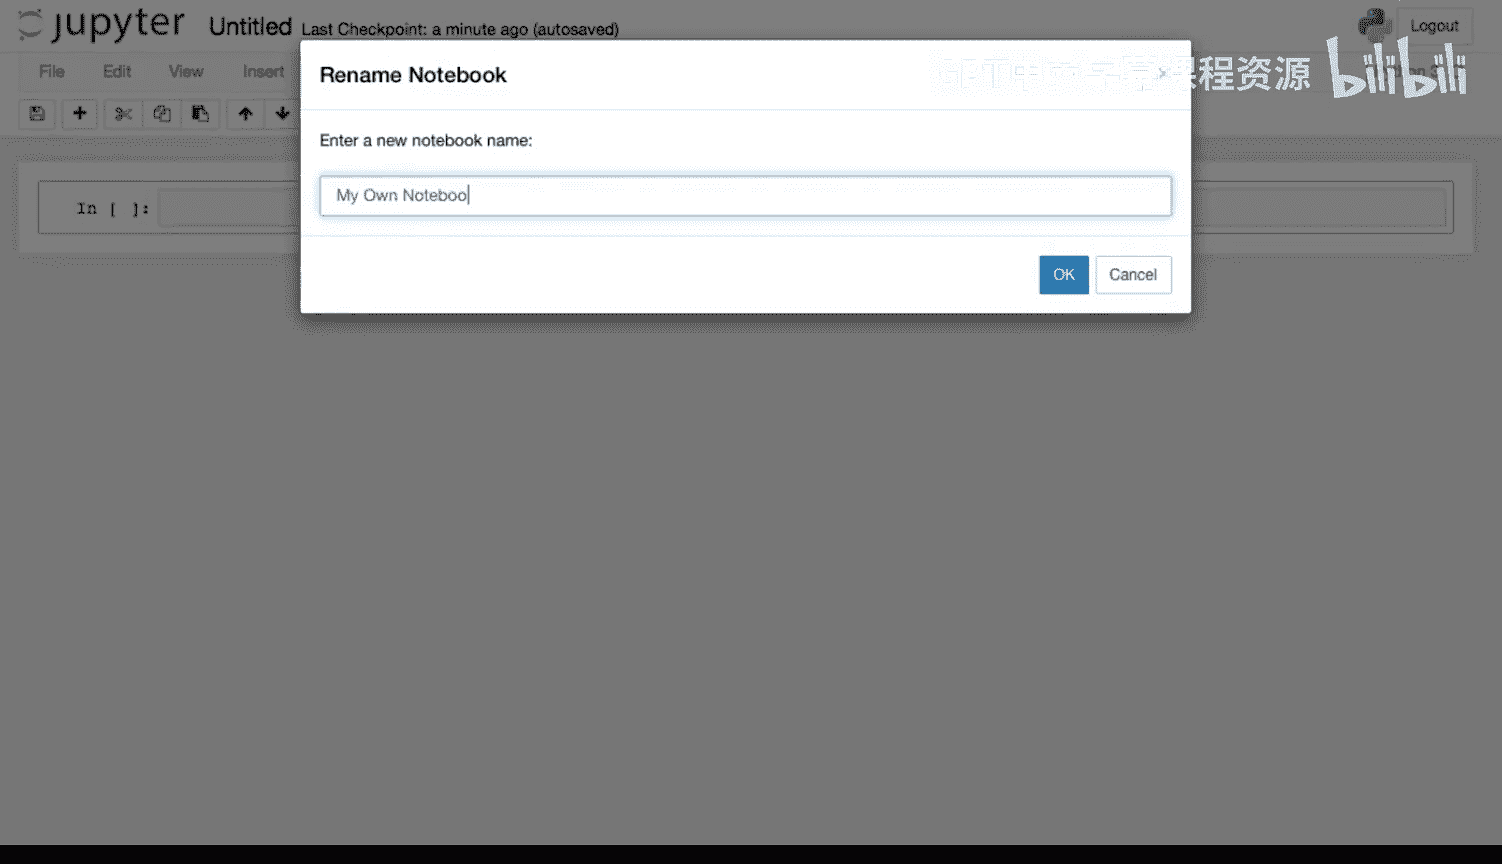 jupyter Untitled Last Checkpoint: a minute ago (autosaved) Logout
File Edit View Insert
Rename Notebook
课程资源 bilibili
Enter a new notebook name:
My Own Noteboo
In [ ]:
OK Cancel